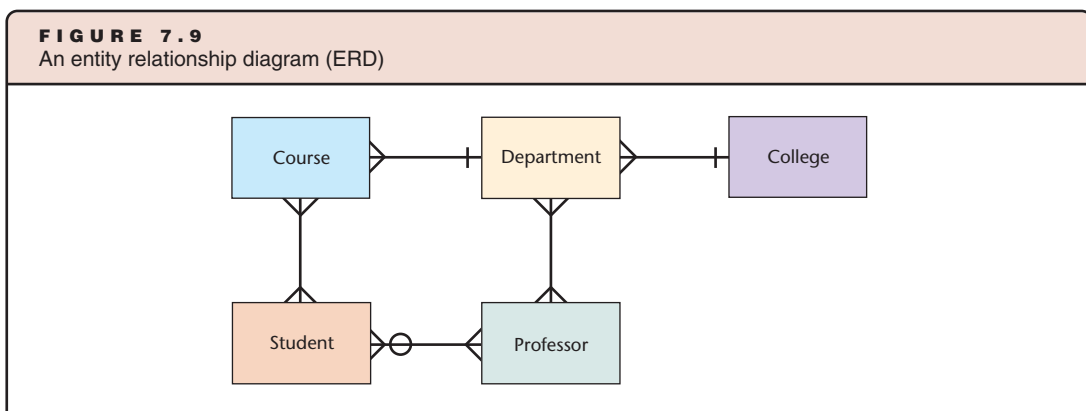 FIGURE 7.9
An entity relationship diagram (ERD)
Course
Department
College
Student
Professor